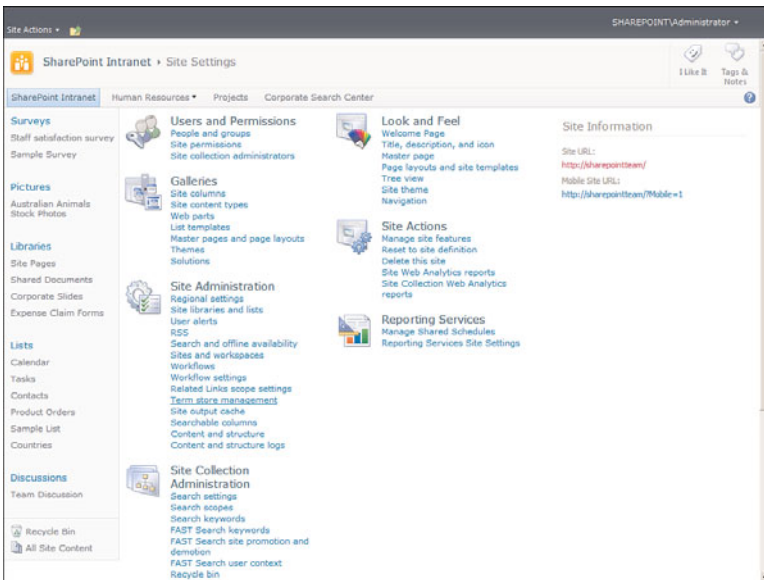 SHAREPOINT\Administrator
Site Actions
SharePoint Intranet › Site Settings
I Like It
Tags & Notes
SharePoint Intranet Human Resources Projects Corporate Search Center
Surveys
Staff satisfaction survey
Sample Survey
Pictures
Australian Animals
Stock Photos
Libraries
Site Pages
Shared Documents
Corporate Slides
Expense Claim Forms
Lists
Calendar
Tasks
Contacts
Product Orders
Sample List
Countries
Discussions
Team Discussion
Recycle Bin
All Site Content
Users and Permissions
People and groups
Site permissions
Site collection administrators
Galleries
Site columns
Site content types
Web parts
List templates
Master pages and page layouts
Themes
Solutions
Site Administration
Regional settings
Site libraries and lists
User alerts
RSS
Search and offline availability
Sites and workspaces
Workflows
Workflow settings
Related Links scope settings
Term store management
Site output cache
Searchable columns
Content and structure
Content and structure logs
Site Collection
Administration
Search settings
Search scopes
Search keywords
FAST Search keywords
FAST Search site promotion and
demotion
FAST Search user context
Recycle bin
Look and Feel
Welcome Page
Title, description, and icon
Master page
Page layouts and site templates
Tree view
Site theme
Navigation
Site Actions
Manage site features
Reset to site definition
Delete this site
Site Web Analytics reports
Site Collection Web Analytics
reports
Reporting Services
Manage Shared Schedules
Reporting Services Site Settings
Site Information
Site URL:
http://sharepointteam/
Mobile Site URL:
http://sharepointteam/?Mobile=1